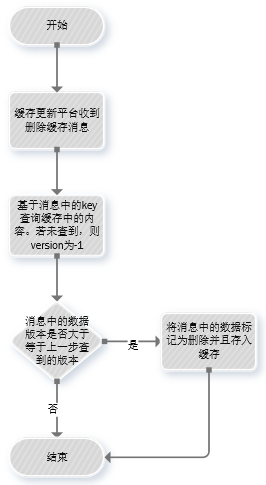 开始
缓存更新平台收到
删除缓存消息
基于消息中的key
查询缓存中的内
容。若未查到，则
version为-1
消息中的数据
版本是否大于
等于上一步查
到的版本
是
将消息中的数据标
记为删除并且存入
缓存
否
结束